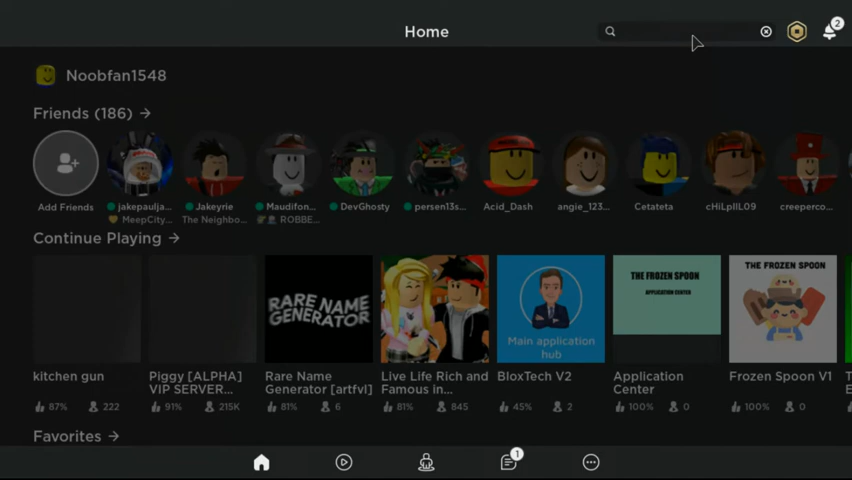 Home
2
Noobfan1548
Friends (186) →
Add Friends
jakepaulja...
MeepCity...
Jakeyrie
The Neighbo...
Maudifon...
ROBBE...
DevGhosty
persen13s...
Acid_Dash
angie_123...
Cetateta
cHiLpIlL09
creeperco...
Continue Playing →
RARE NAME
GENERATOR
Main application
hub
THE FROZEN SPOON
APPLICATION CENTER
THE FROZEN SPOON
kitchen gun
87% 222
Piggy [ALPHA]
VIP SERVER...
91% 215K
Rare Name
Generator [artfvl]
81% 6
Live Life Rich and
Famous in...
81% 845
BloxTech V2
45% 2
Application
Center
100% 0
Frozen Spoon V1
100% 0
Favorites →
1